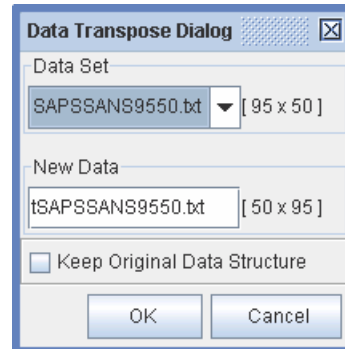 Data Transpose Dialog
Data Set
SAPSSANS9550.txt [ 95 x 50 ]
New Data
tSAPSSANS9550.txt [ 50 x 95 ]
Keep Original Data Structure
OK Cancel